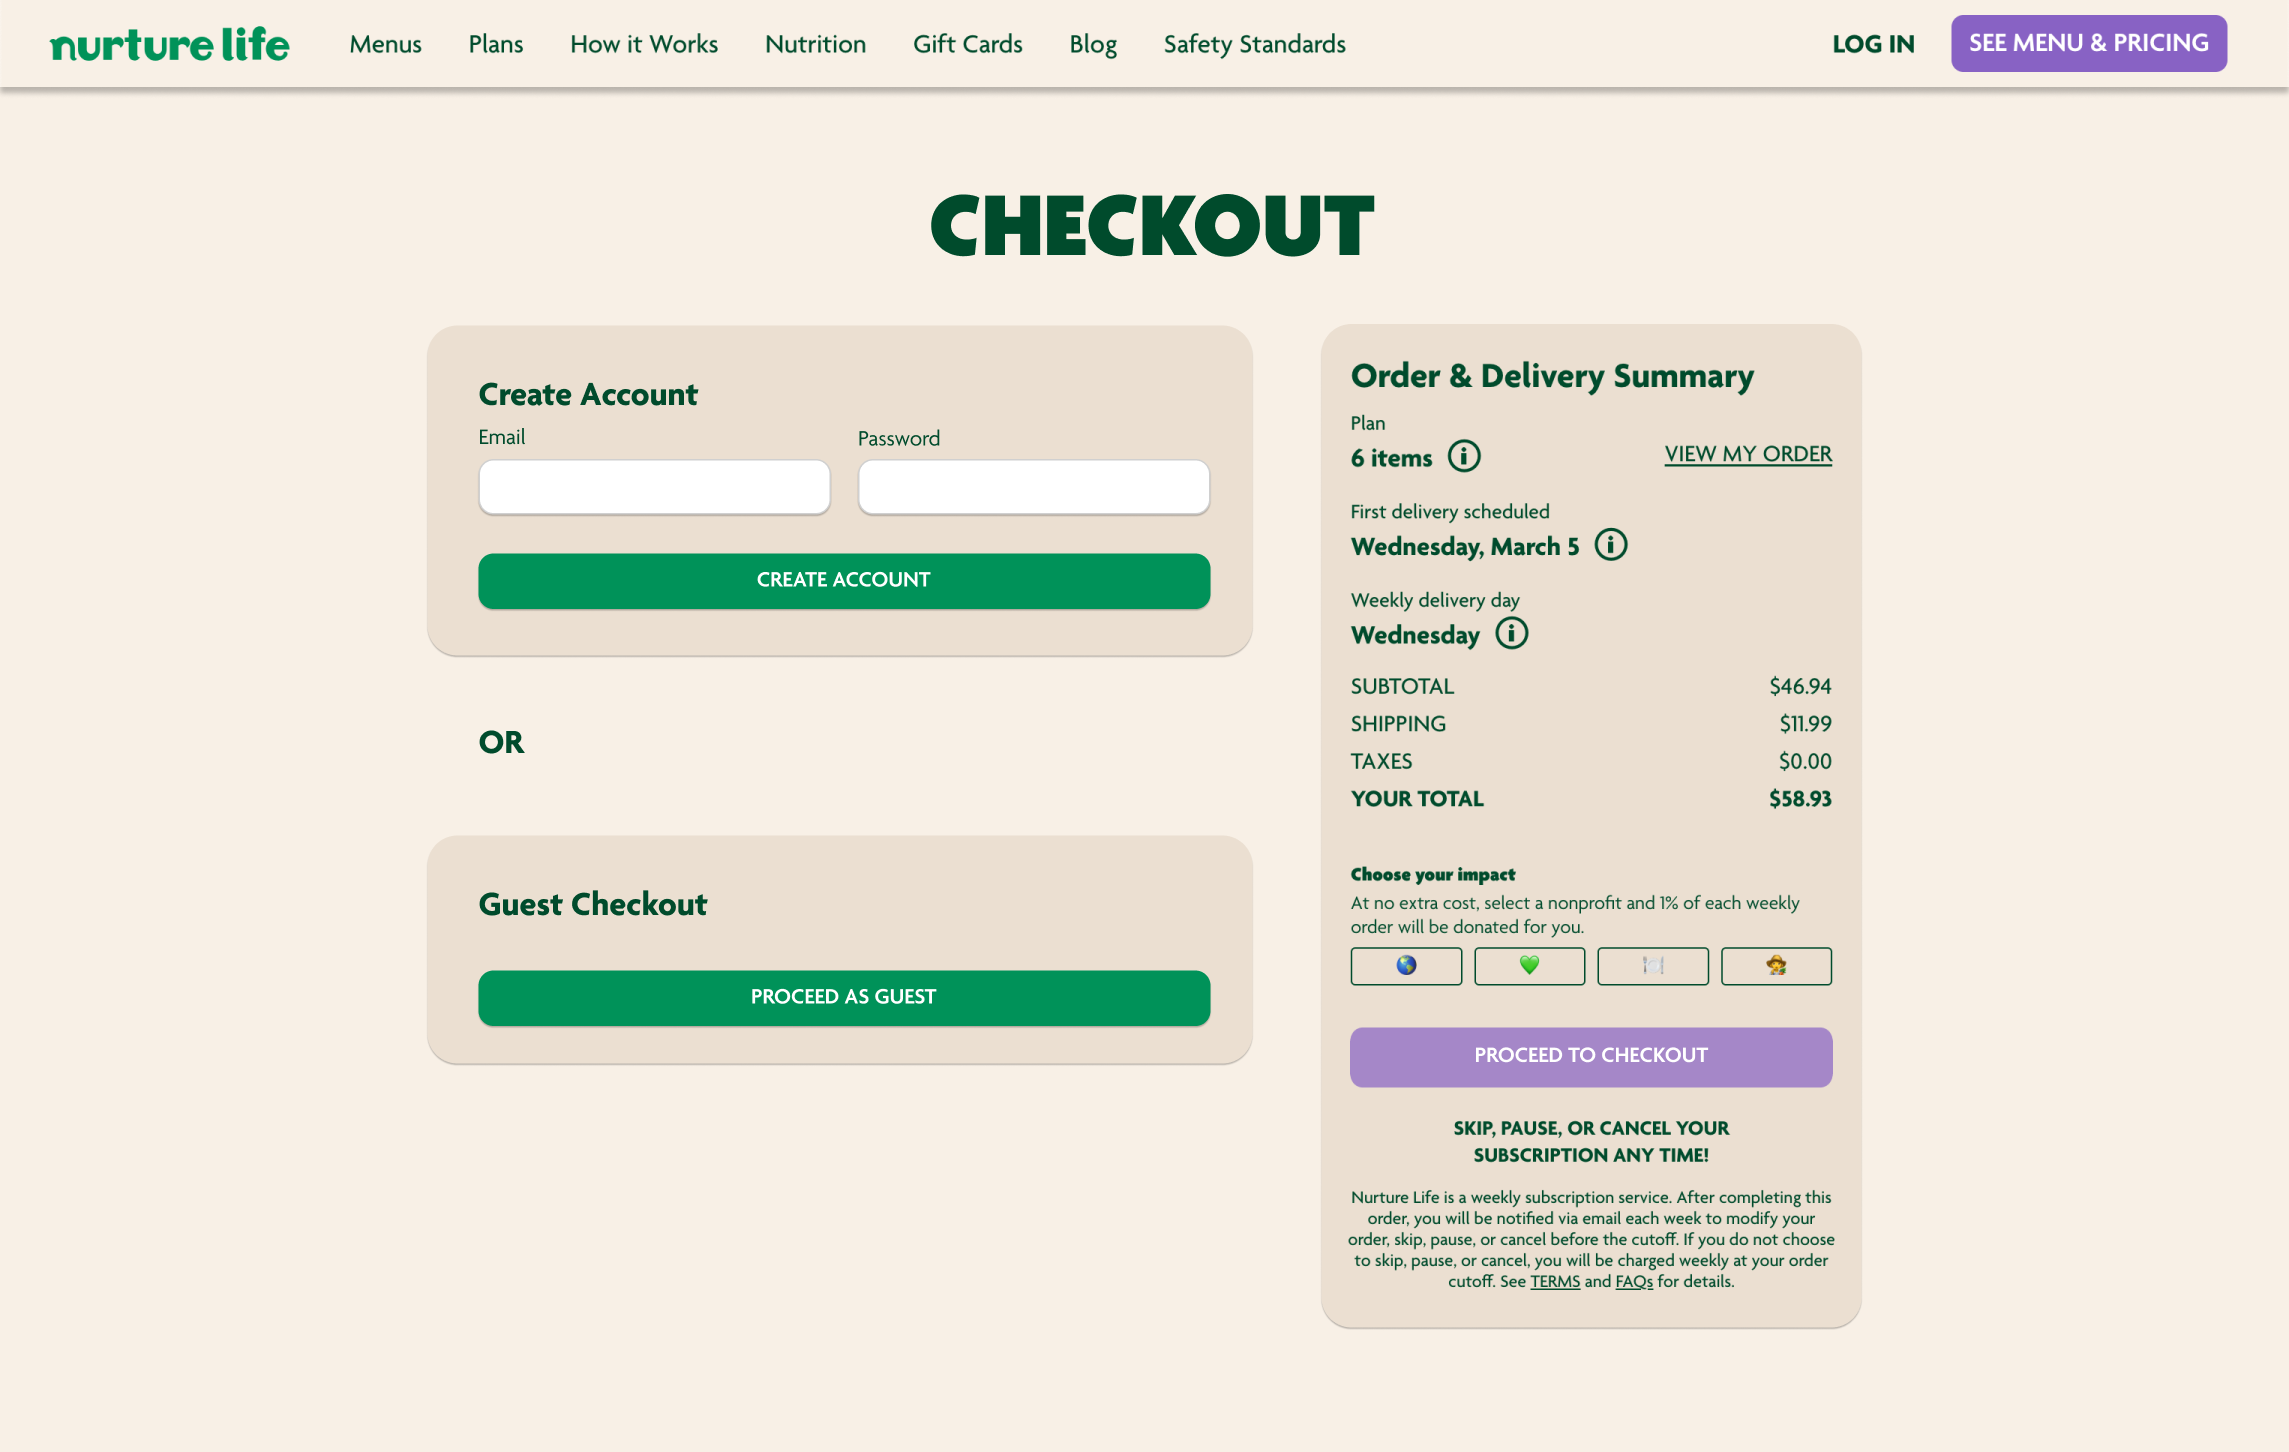 nurture life
Menus
Plans
How it Works
Nutrition
Gift Cards
Blog
Safety Standards
LOG IN
SEE MENU & PRICING
CHECKOUT
Create Account
Email
Password
CREATE ACCOUNT
OR
Guest Checkout
PROCEED AS GUEST
Order & Delivery Summary
Plan
6 items
VIEW MY ORDER
First delivery scheduled
Wednesday, March 5
Weekly delivery day
Wednesday
SUBTOTAL $46.94
SHIPPING $11.99
TAXES $0.00
YOUR TOTAL $58.93
Choose your impact
At no extra cost, select a nonprofit and 1% of each weekly
order will be donated for you.
PROCEED TO CHECKOUT
SKIP, PAUSE, OR CANCEL YOUR
SUBSCRIPTION ANY TIME!
Nurture Life is a weekly subscription service. After completing this
order, you will be notified via email each week to modify your
order, skip, pause, or cancel before the cutoff. If you do not choose
to skip, pause, or cancel, you will be charged weekly at your order
cutoff. See TERMS and FAQs for details.